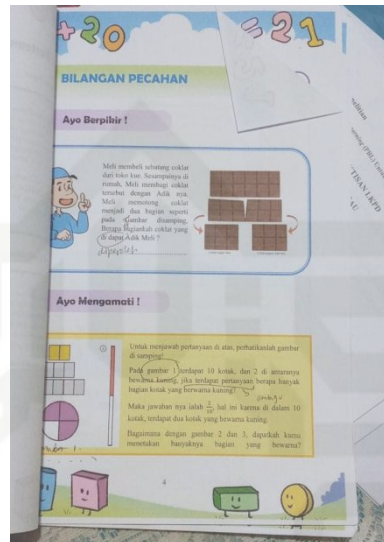 +20 = 21
BILANGAN PECAHAN
Ayo Berpikir !
Meli membeli sebatang coklat
dari toko kue. Sesampainya di
rumah, Meli membagi coklat
tersebut dengan Adik nya.
Meli memotong coklat
menjadi dua bagian seperti
pada gambar disamping.
Berapa bagiankah coklat yang
di dapat Adik Meli ?
diperoleh
Ayo Mengamati !
Untuk menjawab pertanyaan di atas, perhatikanlah gambar
di samping!
Pada gambar 1 terdapat 10 kotak, dan 2 di antaranya
berwarna kuning, jika terdapat pertanyaan berapa banyak
bagian kotak yang berwarna kuning?
Maka jawaban nya ialah 2/10, hal ini karena di dalam 10
kotak, terdapat dua kotak yang berwarna kuning.
Bagaimana dengan gambar 2 dan 3, dapatkah kamu
menetukan banyaknya bagian yang bewarna?
4